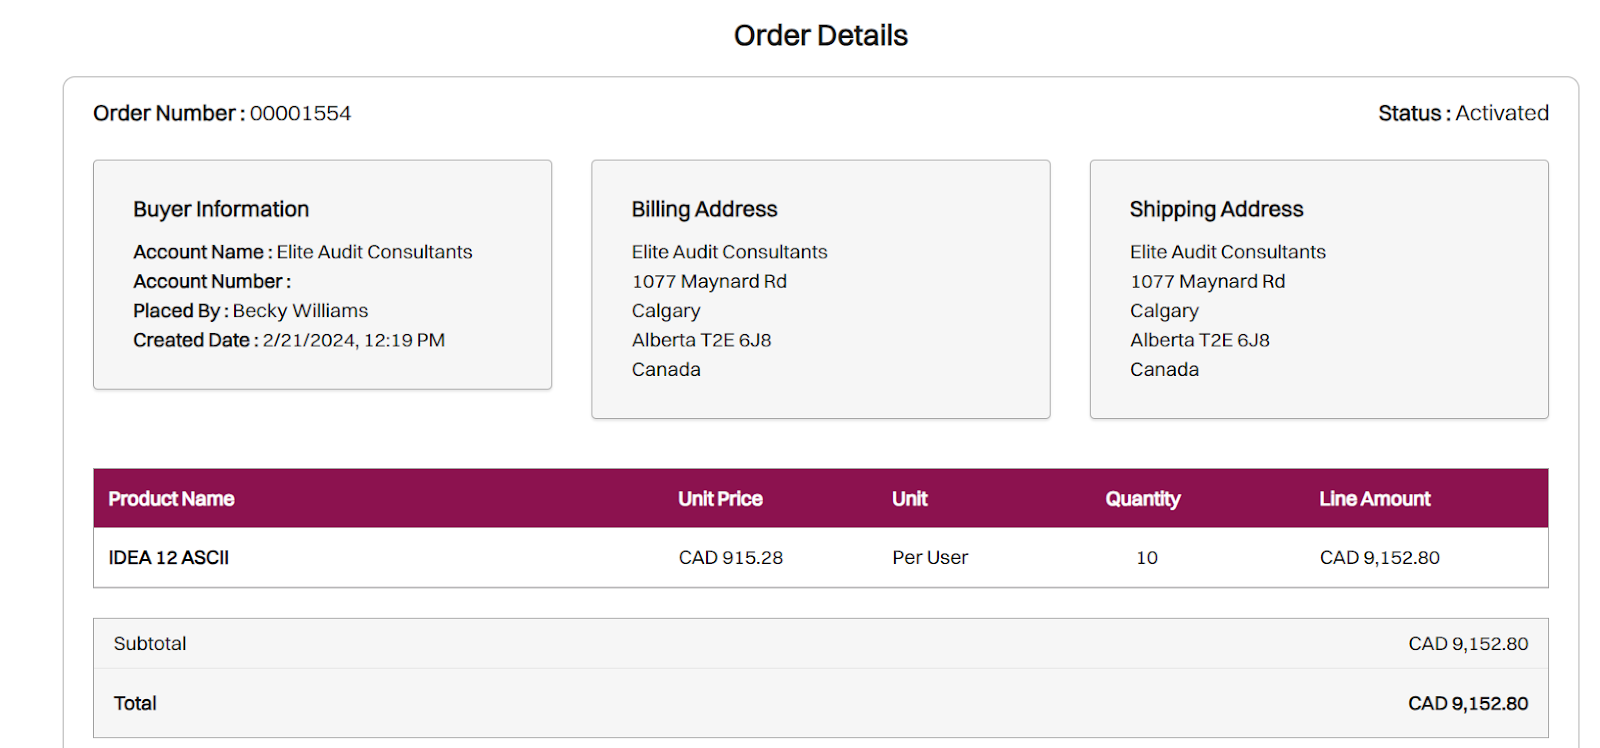 Order Details
Order Number : 00001554
Status : Activated
Buyer Information
Account Name : Elite Audit Consultants
Account Number :
Placed By : Becky Williams
Created Date : 2/21/2024, 12:19 PM
Billing Address
Elite Audit Consultants
1077 Maynard Rd
Calgary
Alberta T2E 6J8
Canada
Shipping Address
Elite Audit Consultants
1077 Maynard Rd
Calgary
Alberta T2E 6J8
Canada
Product Name Unit Price Unit Quantity Line Amount
IDEA 12 ASCII CAD 915.28 Per User 10 CAD 9,152.80
Subtotal CAD 9,152.80
Total CAD 9,152.80